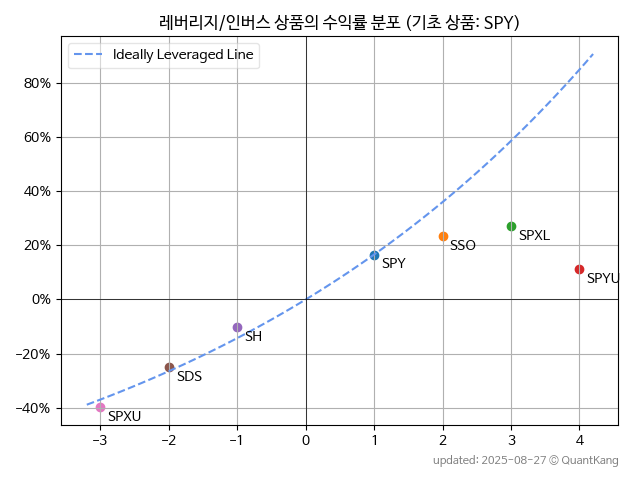 레버리지/인버스 상품의 수익률 분포 (기초 상품: SPY)
Ideally Leveraged Line
80%
60%
40%
20%
0%
−20%
−40%
SPY
SSO
SPXL
SPYU
SH
SDS
SPXU
−3 −2 −1 0 1 2 3 4
updated: 2025-08-27 © QuantKang